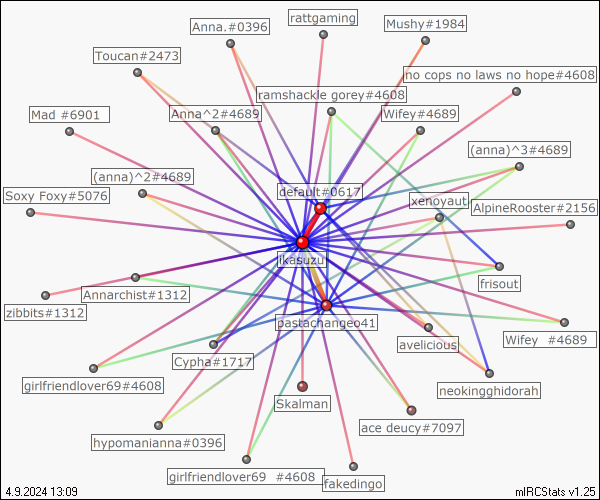 rattgaming
Anna.#0396
Mushy#1984
Toucan#2473
no cops no laws no hope#4608
ramshackle gorey#4608
Mad #6901
Anna^2#4689
Wifey#4689
(anna)^3#4689
(anna)^2#4689
default#0617
Soxy Foxy#5076
xenoyauti
AlpineRooster#2156
ikasuzu
frisout
Annarchist#1312
zibbits#1312
pastachangeo41
Wifey  #4689
avelicious
Cypha#1717
girlfriendlover69#4608
neokingghidorah
Skalman
ace deucy#7097
hypomanianna#0396
girlfriendlover69  #4608
fakedingo
4.9.2024 13:09
mIRCStats v1.25